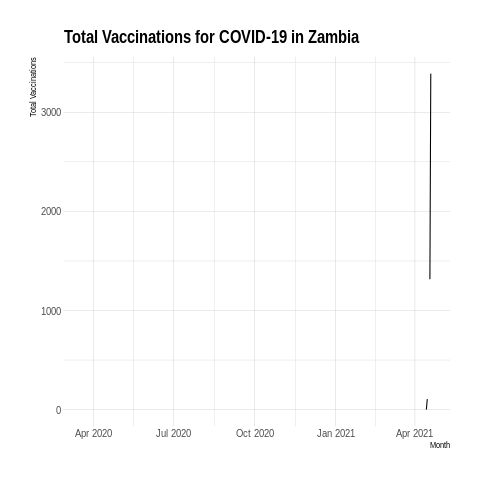 Total Vaccinations for COVID-19 in Zambia
Total Vaccinations
3000
2000
1000
0
Apr 2020 Jul 2020 Oct 2020 Jan 2021 Apr 2021
Month